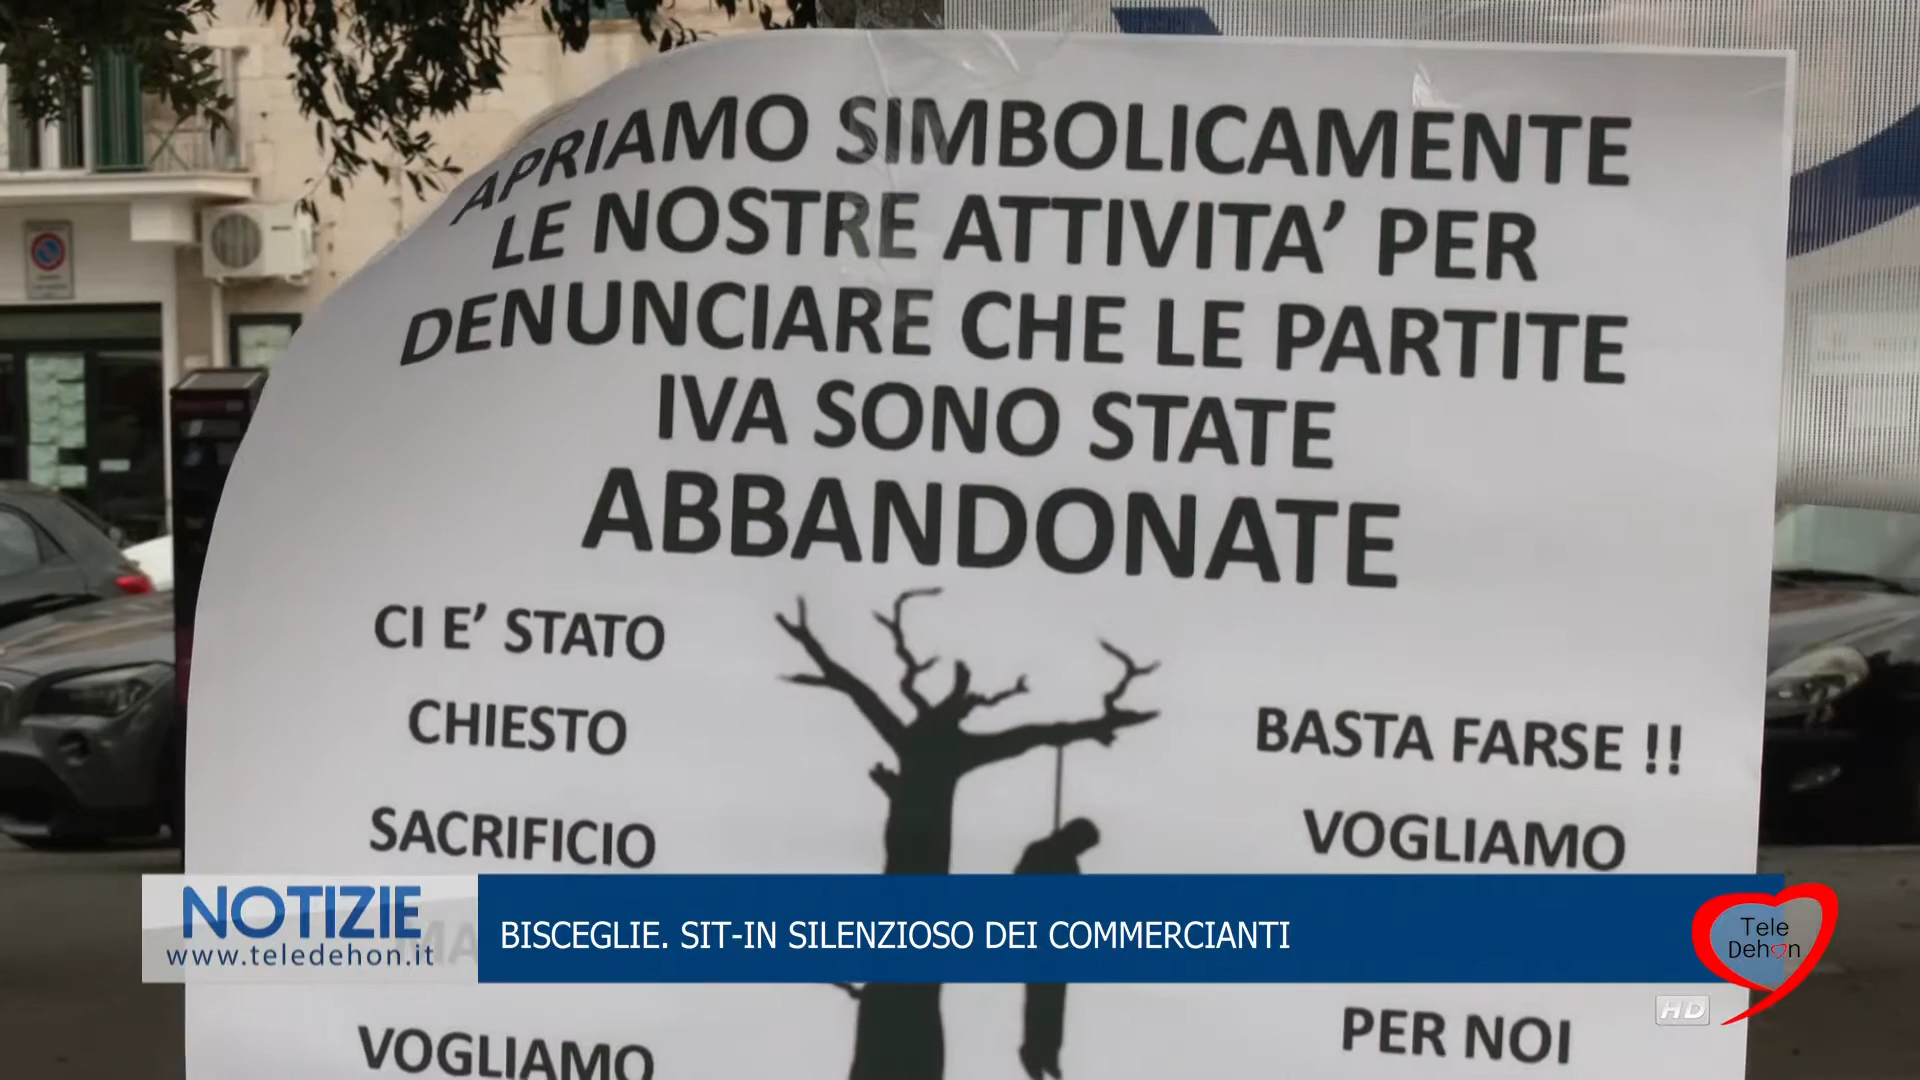 APRIAMO SIMBOLICAMENTE
LE NOSTRE ATTIVITA' PER
DENUNCIARE CHE LE PARTITE
IVA SONO STATE
ABBANDONATE
CI E' STATO
CHIESTO
SACRIFICIO
VOGLIAMO
BASTA FARSE !!
VOGLIAMO
PER NOI
NOTIZIE
www.teledehon.it
BISCEGLIE. SIT-IN SILENZIOSO DEI COMMERCIANTI
Tele
Dehon
HD